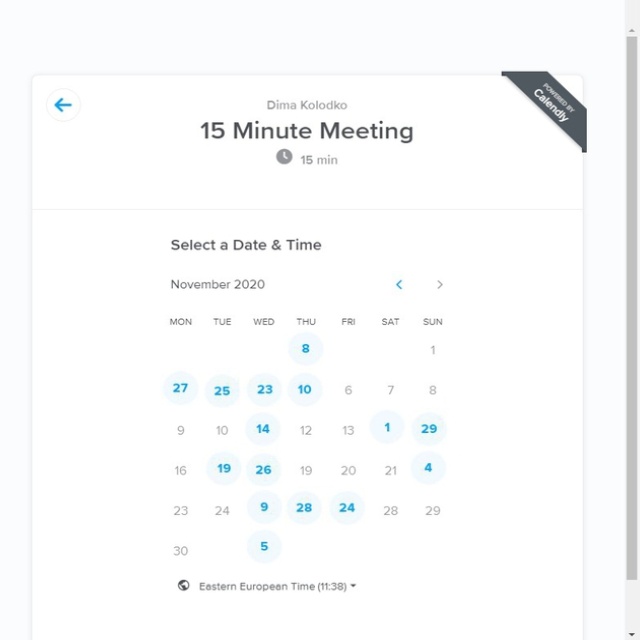 POWERED BY
Calendly
Dima Kolodko
15 Minute Meeting
15 min
Select a Date & Time
November 2020
MON TUE WED THU FRI SAT SUN
8 1
27 25 23 10 6 7 8
9 10 14 12 13 1 29
16 19 26 19 20 21 4
23 24 9 28 24 28 29
30 5
Eastern European Time (11:38)